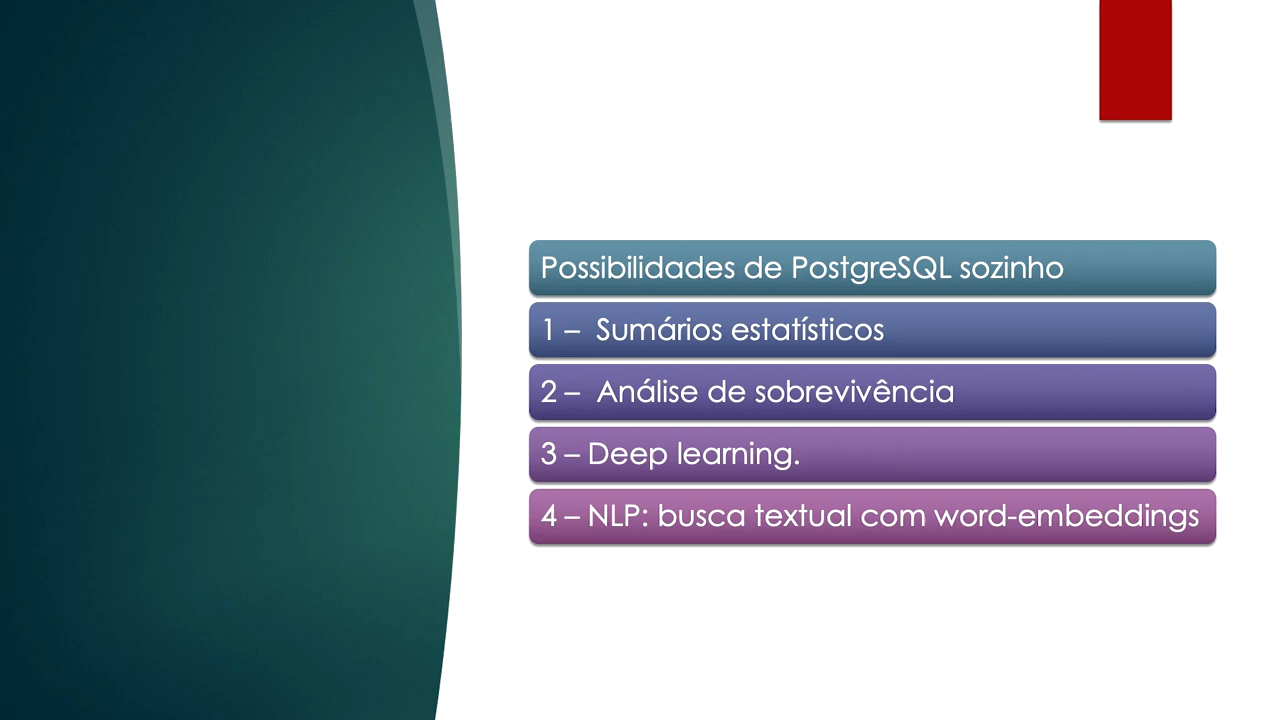 Possibilidades de PostgreSQL sozinho
1 –  Sumários estatísticos
2 –  Análise de sobrevivência
3 – Deep learning.
4 – NLP: busca textual com word-embeddings